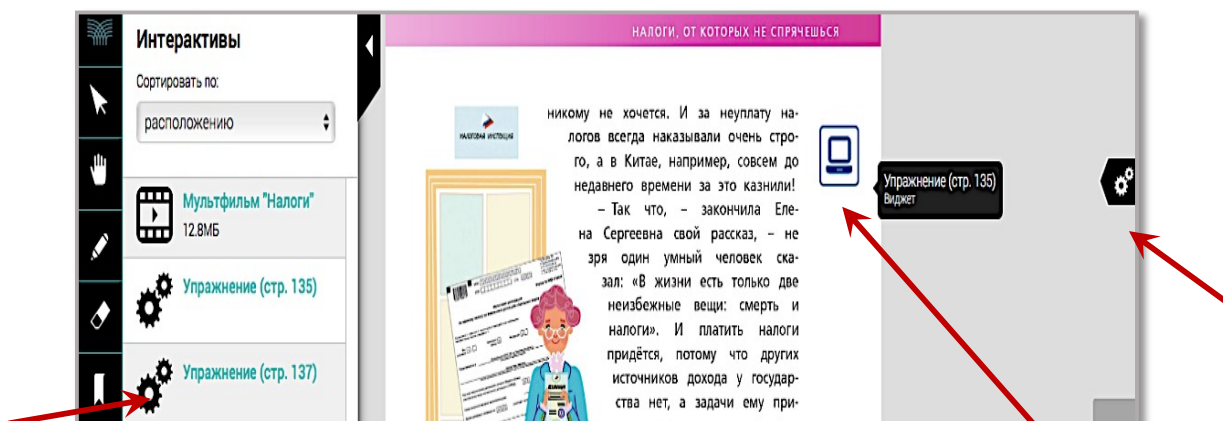 Интерактивы
Сортировать по:
расположению
Мультфильм "Налоги"
12.8МБ
Упражнение (стр. 135)
Упражнение (стр. 137)
НАЛОГИ, ОТ КОТОРЫХ НЕ СПРЯЧЕШЬСЯ
НАЛОГОВАЯ ИНСПЕКЦИЯ
никому не хочется. И за неуплату на-
логов всегда наказывали очень стро-
го, а в Китае, например, совсем до
недавнего времени за это казнили!
– Так что, – закончила Еле-
на Сергеевна свой рассказ, – не
зря один умный человек ска-
зал: «В жизни есть только две
неизбежные вещи: смерть и
налоги». И платить налоги
придётся, потому что других
источников дохода у государ-
ства нет, а задачи ему при-
Упражнение (стр. 135)
Виджет